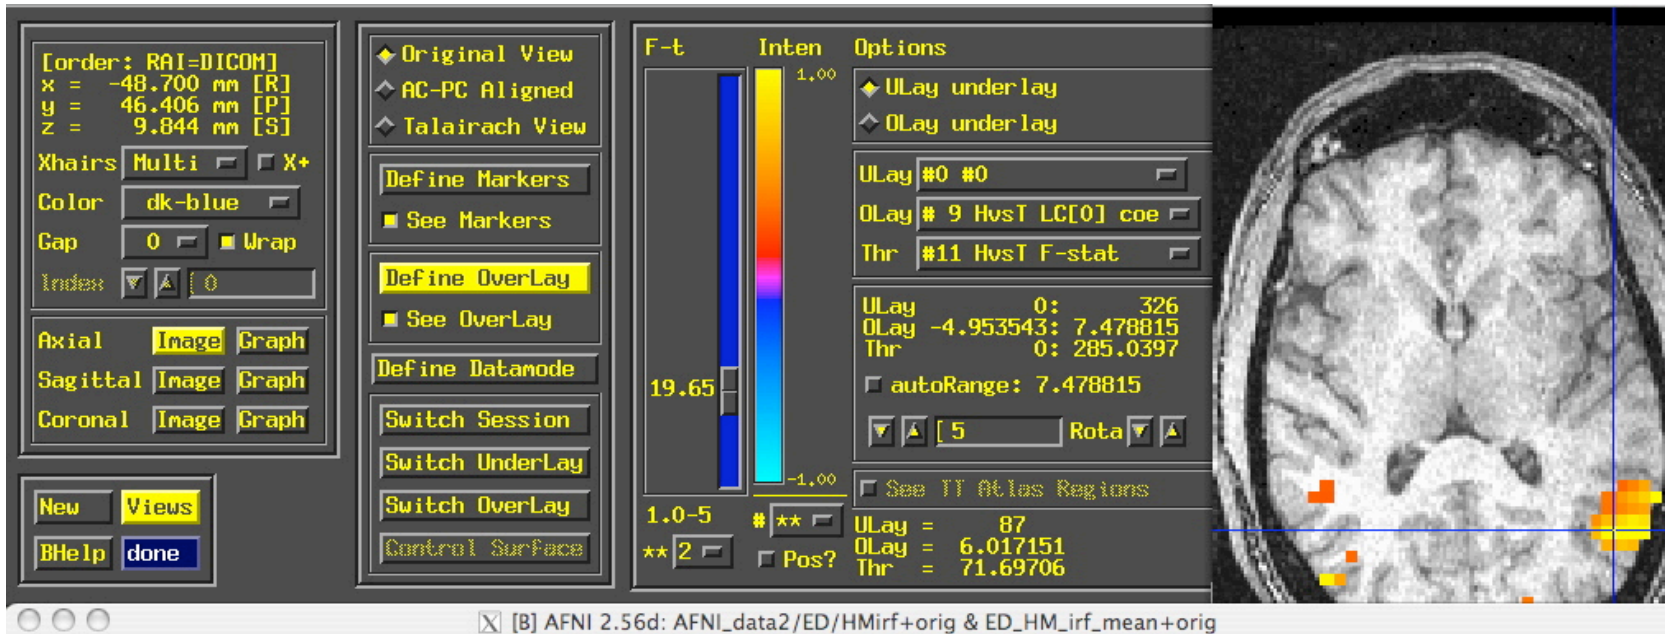 [order: RAI=DICOM]
x = -48.700 mm [R]
y = 46.406 mm [P]
z = 9.844 mm [S]
Xhairs Multi X+
Color dk-blue
Gap 0 Wrap
Index 0
Axial Image Graph
Sagittal Image Graph
Coronal Image Graph
New Views
BHelp done
Original View
AC-PC Aligned
Talairach View
Define Markers
See Markers
Define OverLay
See OverLay
Define Datamode
Switch Session
Switch UnderLay
Switch OverLay
Control Surface
F-t
19.65
1.0-5
** 2
Inten
1.00
-1.00
# **
Pos?
Options
ULay underlay
OLay underlay
ULay #0 #0
OLay # 9 HvsT LC[0] coe
Thr #11 HvsT F-stat
ULay 0: 326
OLay -4.953543: 7.478815
Thr 0: 285.0397
autoRange: 7.478815
[ 5 Rota
See TT Atlas Regions
ULay = 87
OLay = 6.017151
Thr = 71.69706
X [B] AFNI 2.56d: AFNI_data2/ED/HMirf+orig & ED_HM_irf_mean+orig